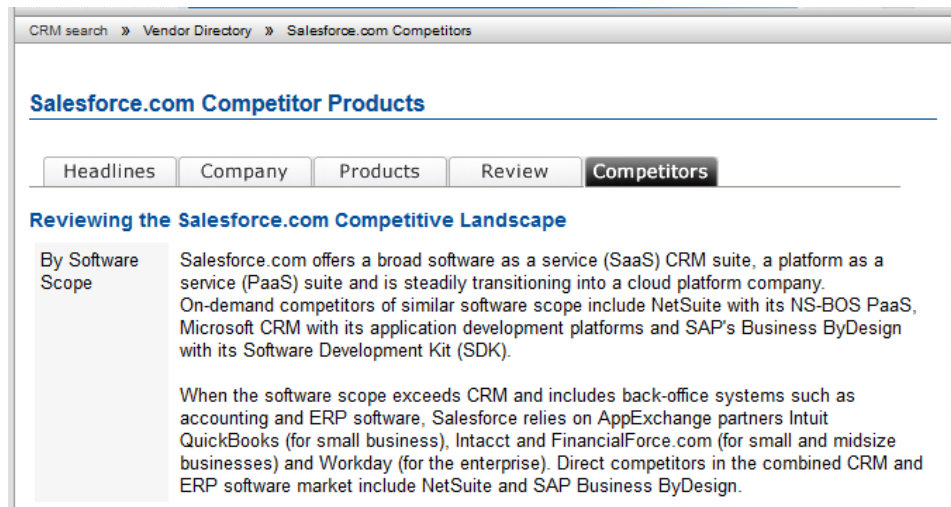 CRM search » Vendor Directory » Salesforce.com Competitors
Salesforce.com Competitor Products
Headlines Company Products Review Competitors
Reviewing the Salesforce.com Competitive Landscape
By Software Scope
Salesforce.com offers a broad software as a service (SaaS) CRM suite, a platform as a
service (PaaS) suite and is steadily transitioning into a cloud platform company.
On-demand competitors of similar software scope include NetSuite with its NS-BOS PaaS,
Microsoft CRM with its application development platforms and SAP's Business ByDesign
with its Software Development Kit (SDK).
When the software scope exceeds CRM and includes back-office systems such as
accounting and ERP software, Salesforce relies on AppExchange partners Intuit
QuickBooks (for small business), Intacct and FinancialForce.com (for small and midsize
businesses) and Workday (for the enterprise). Direct competitors in the combined CRM and
ERP software market include NetSuite and SAP Business ByDesign.